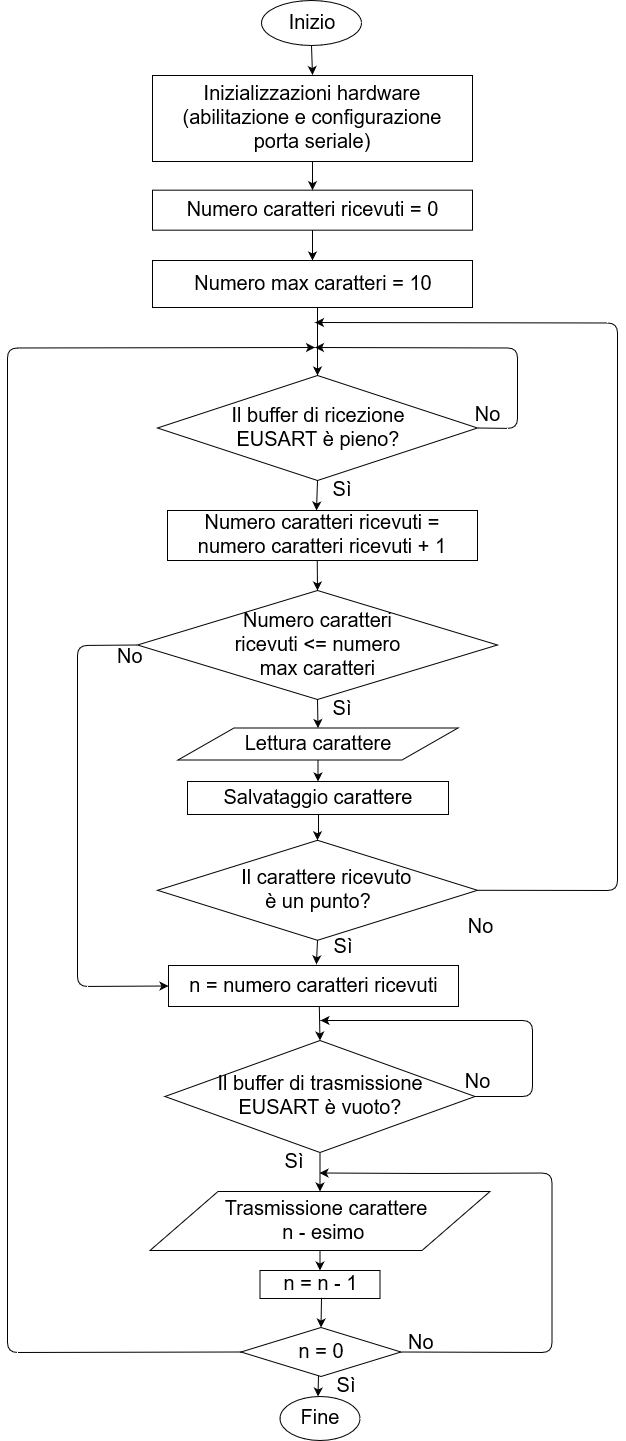 Inizio
Inizializzazioni hardware
(abilitazione e configurazione
porta seriale)
Numero caratteri ricevuti = 0
Numero max caratteri = 10
Il buffer di ricezione
EUSART è pieno?
No
Sì
Numero caratteri ricevuti =
numero caratteri ricevuti + 1
Numero caratteri
ricevuti <= numero
max caratteri
No
Sì
Lettura carattere
Salvataggio carattere
Il carattere ricevuto
è un punto?
No
Sì
n = numero caratteri ricevuti
Il buffer di trasmissione
EUSART è vuoto?
No
Sì
Trasmissione carattere
n - esimo
n = n - 1
n = 0
No
Sì
Fine